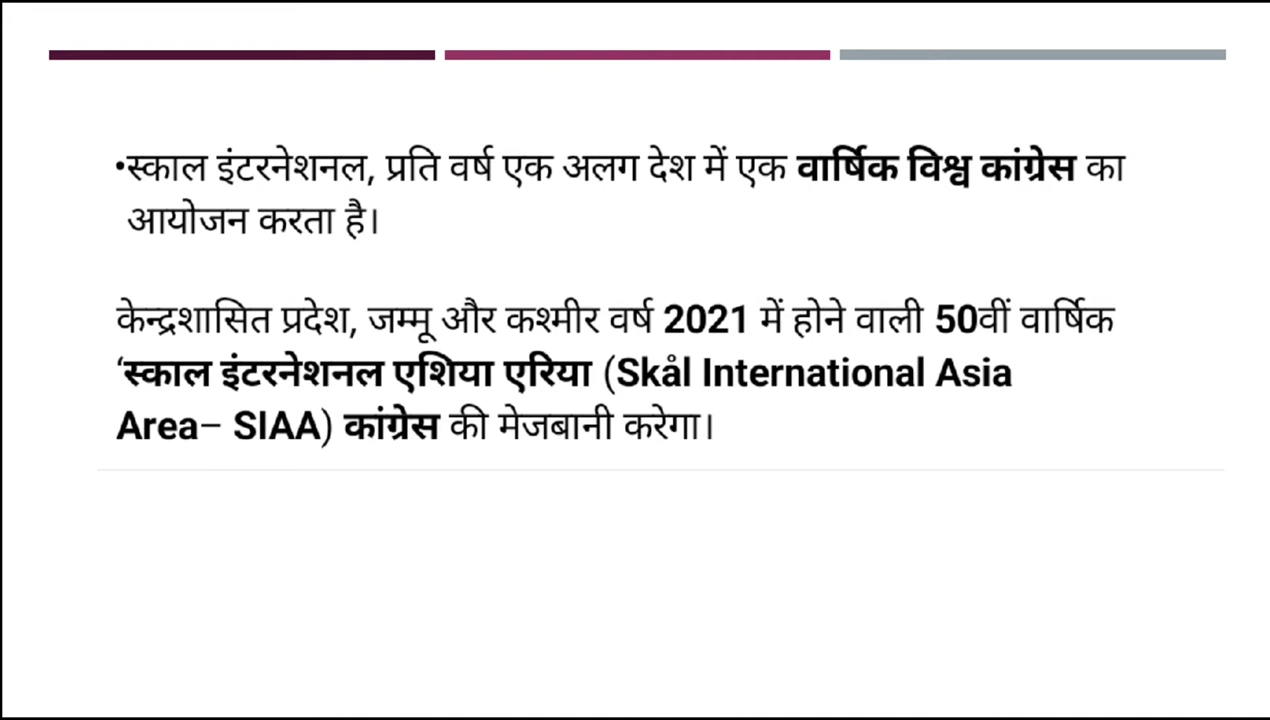 •स्काल इंटरनेशनल, प्रति वर्ष एक अलग देश में एक वार्षिक विश्व कांग्रेस का
आयोजन करता है।
केन्द्रशासित प्रदेश, जम्मू और कश्मीर वर्ष 2021 में होने वाली 50वीं वार्षिक
‘स्काल इंटरनेशनल एशिया एरिया (Skål International Asia
Area– SIAA) कांग्रेस की मेजबानी करेगा।